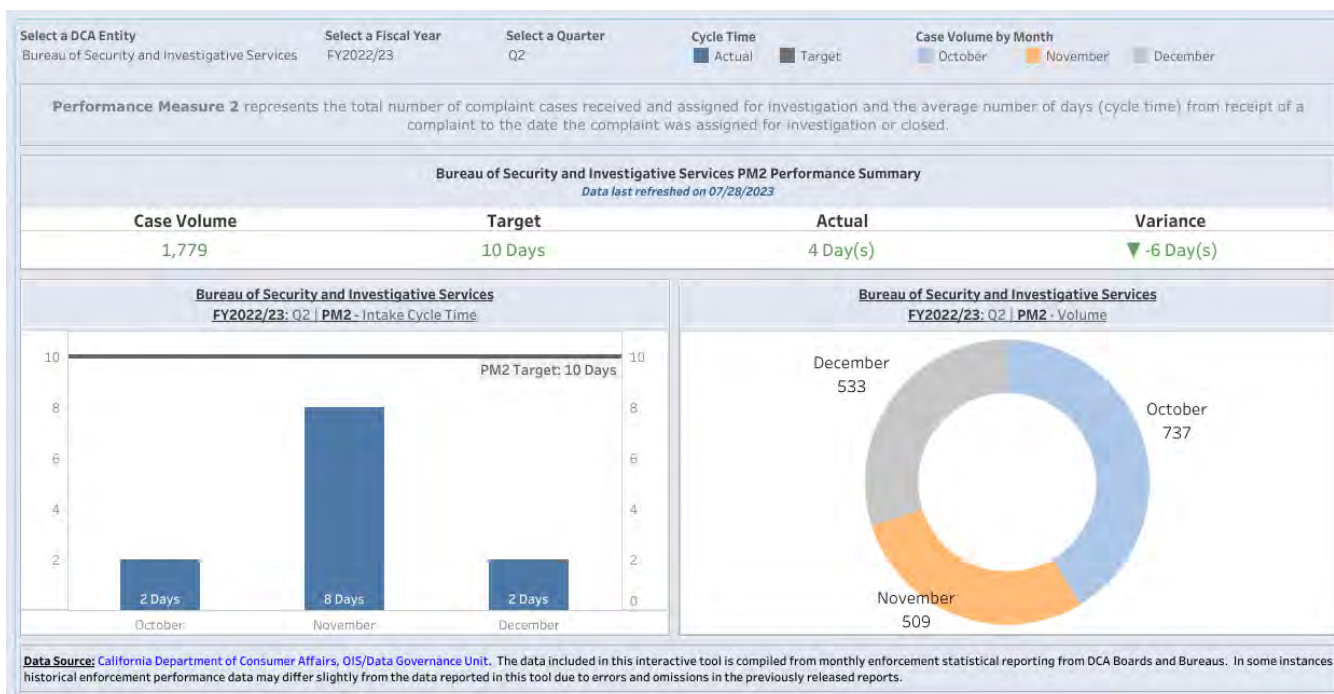 Select a DCA Entity Select a Fiscal Year Select a Quarter Cycle Time Case Volume by Month
Bureau of Security and Investigative Services FY2022/23 Q2 Actual Target October November December
Performance Measure 2 represents the total number of complaint cases received and assigned for investigation and the average number of days (cycle time) from receipt of a
complaint to the date the complaint was assigned for investigation or closed.
Bureau of Security and Investigative Services PM2 Performance Summary
Data last refreshed on 07/28/2023
Case Volume Target Actual Variance
1,779 10 Days 4 Day(s) ▼ -6 Day(s)
Bureau of Security and Investigative Services
FY2022/23: Q2 | PM2 - Intake Cycle Time
10 10
PM2 Target: 10 Days
8 8
6 6
4 4
2 2
0
2 Days 8 Days 2 Days
October November December
Bureau of Security and Investigative Services
FY2022/23: Q2 | PM2 - Volume
December
533
October
737
November
509
Data Source: California Department of Consumer Affairs, OIS/Data Governance Unit. The data included in this interactive tool is compiled from monthly enforcement statistical reporting from DCA Boards and Bureaus. In some instances
historical enforcement performance data may differ slightly from the data reported in this tool due to errors and omissions in the previously released reports.